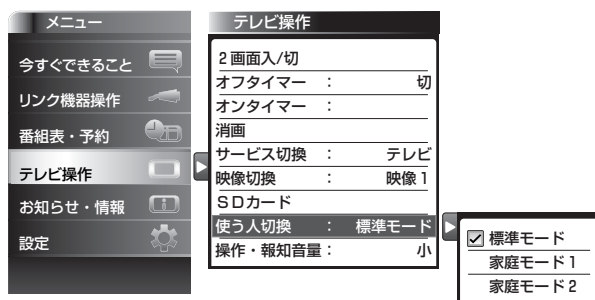 メニュー
今すぐできること
リンク機器操作
番組表・予約
テレビ操作
お知らせ・情報
設定
テレビ操作
2画面入/切
オフタイマー ： 切
オンタイマー ：
消画
サービス切換 ： テレビ
映像切換 ： 映像1
SDカード
使う人切換 ： 標準モード
操作・報知音量： 小
標準モード
家庭モード1
家庭モード2